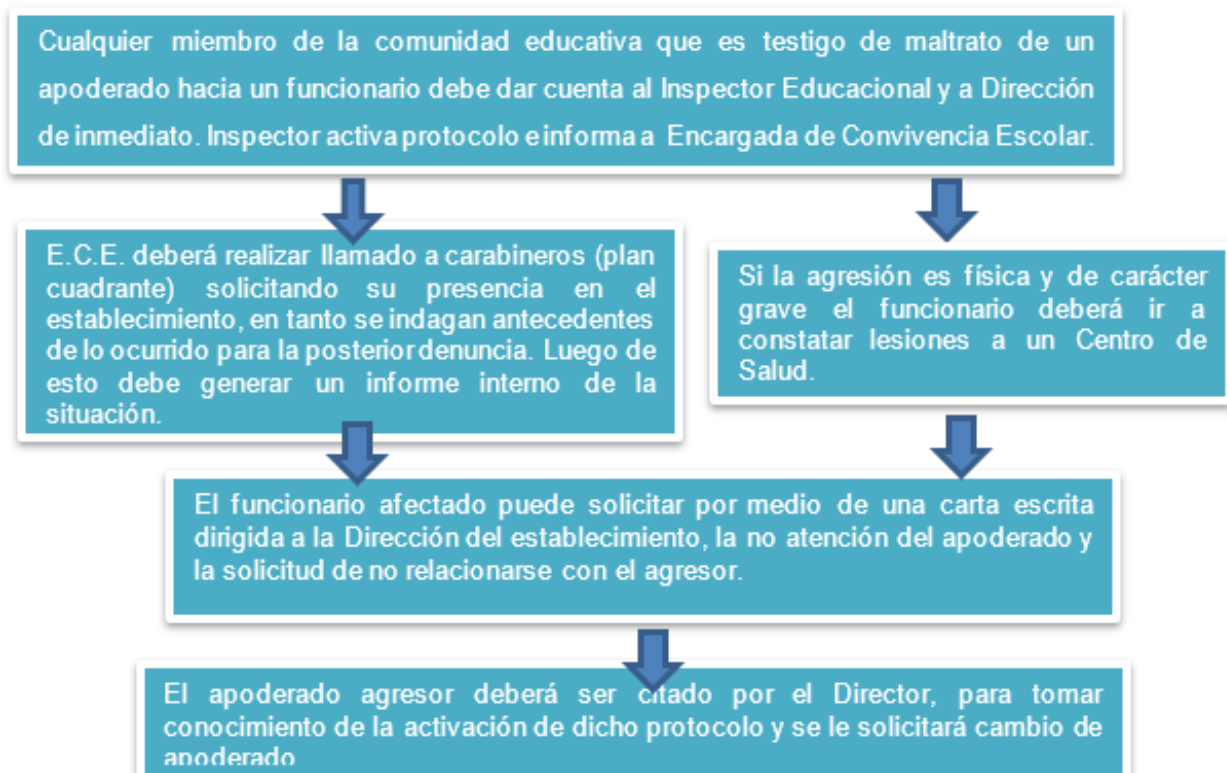 Cualquier miembro de la comunidad educativa que es testigo de maltrato de un
apoderado hacia un funcionario debe dar cuenta al Inspector Educacional y a Dirección
de inmediato. Inspector activa protocolo e informa a Encargada de Convivencia Escolar.
E.C.E. deberá realizar llamado a carabineros (plan
cuadrante) solicitando su presencia en el
establecimiento, en tanto se indagan antecedentes
de lo ocurrido para la posterior denuncia. Luego de
esto debe generar un informe interno de la
situación.
Si la agresión es física y de carácter
grave el funcionario deberá ir a
constatar lesiones a un Centro de
Salud.
El funcionario afectado puede solicitar por medio de una carta escrita
dirigida a la Dirección del establecimiento, la no atención del apoderado y
la solicitud de no relacionarse con el agresor.
El apoderado agresor deberá ser citado por el Director, para tomar
conocimiento de la activación de dicho protocolo y se le solicitará cambio de
apoderado